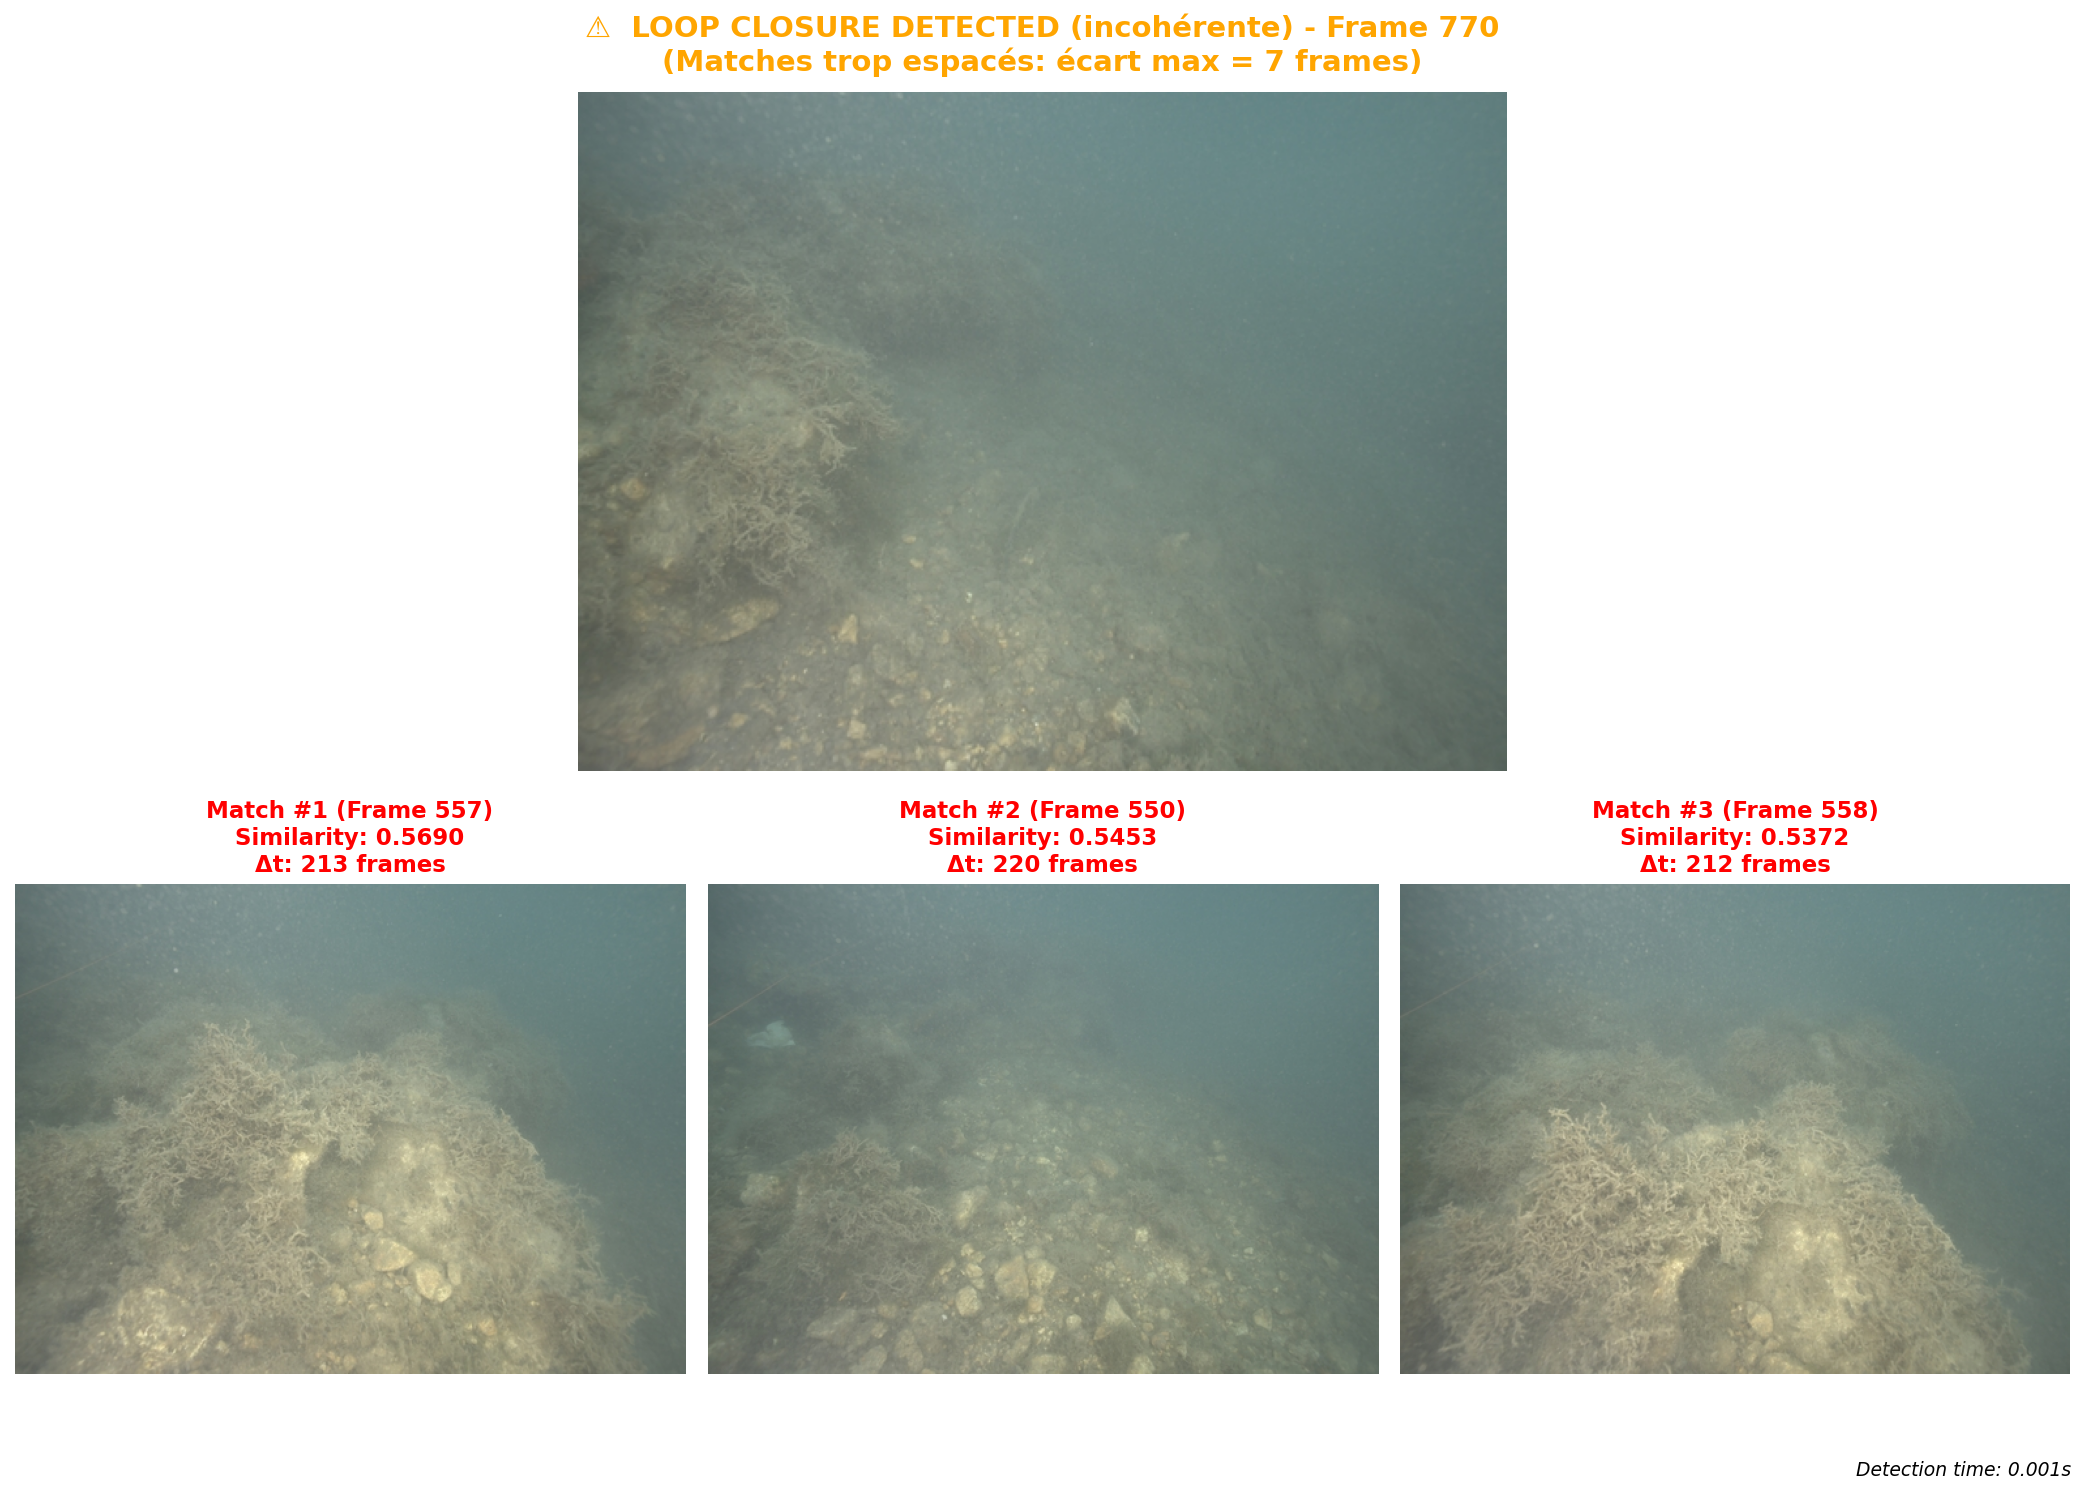 ⚠ LOOP CLOSURE DETECTED (incohérente) - Frame 770
(Matches trop espacés: écart max = 7 frames)
Match #1 (Frame 557)
Similarity: 0.5690
Δt: 213 frames
Match #2 (Frame 550)
Similarity: 0.5453
Δt: 220 frames
Match #3 (Frame 558)
Similarity: 0.5372
Δt: 212 frames
Detection time: 0.001s